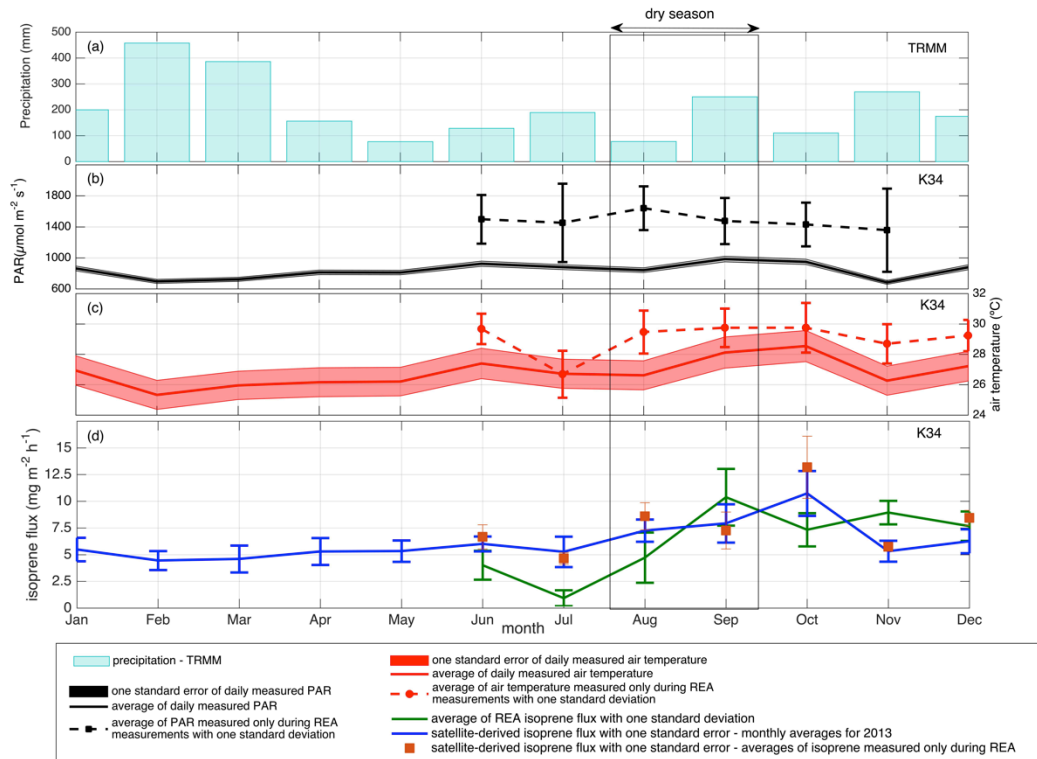 dry season
(a)
TRMM
Precipitation (mm)
500
400
300
200
100
0
(b)
K34
PAR(μmol m⁻² s⁻¹)
1800
1400
1000
600
(c)
K34
air temperature (°C)
32
30
28
26
24
(d)
K34
isoprene flux (mg m⁻² h⁻¹)
15
12.5
10
7.5
5
2.5
0
Jan Feb Mar Apr May Jun Jul Aug Sep Oct Nov Dec
month
precipitation - TRMM
one standard error of daily measured PAR
average of daily measured PAR
average of PAR measured only during REA
measurements with one standard deviation
one standard error of daily measured air temperature
average of daily measured air temperature
average of air temperature measured only during REA
measurements with one standard deviation
average of REA isoprene flux with one standard deviation
satellite-derived isoprene flux with one standard error - monthly averages for 2013
satellite-derived isoprene flux with one standard error - averages of isoprene measured only during REA